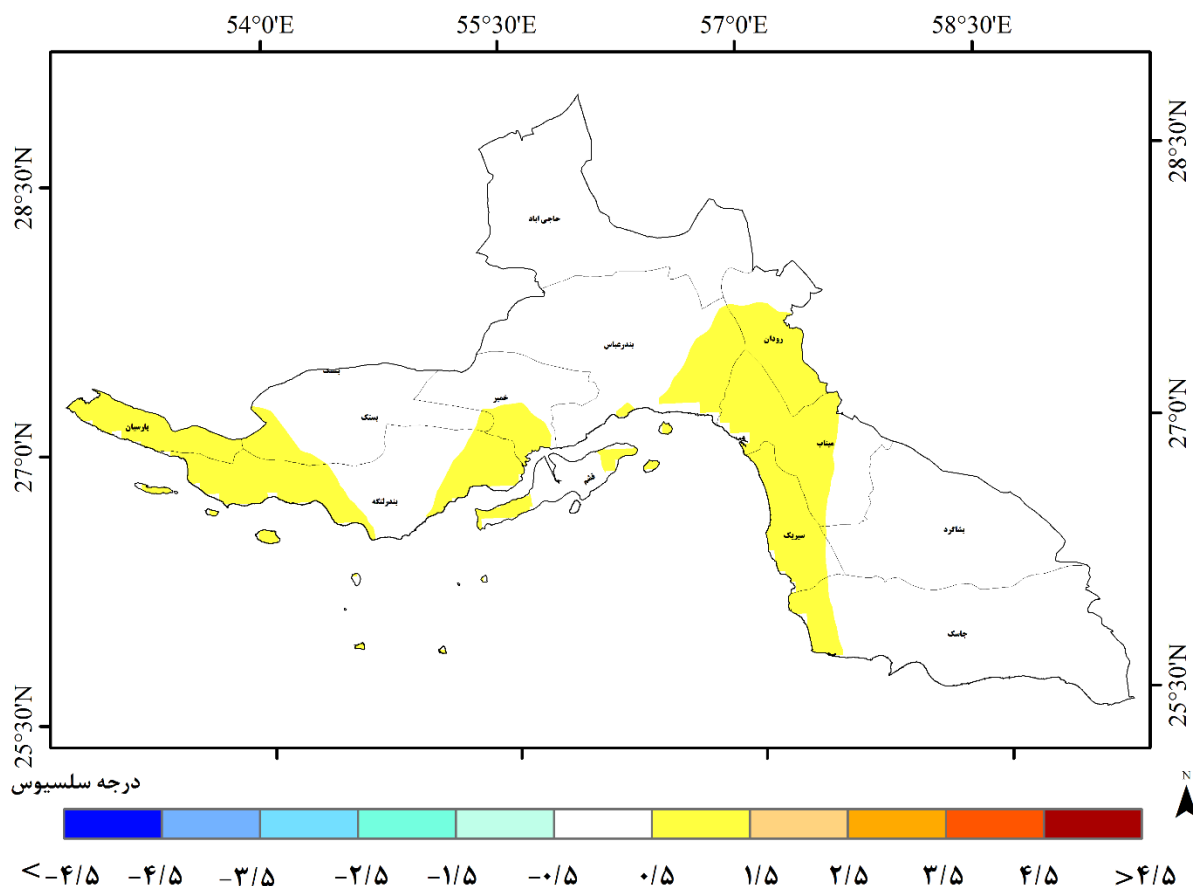 54°0'E 55°30'E 57°0'E 58°30'E
28°30'N
28°30'N
حاجی اباد
رودان
بندرعباس
بستک
خمیر
27°0'N
بستک
پارسیان
میناب
27°0'N
قشم
بندرلنگه
بشاگرد
سیریک
جاسک
25°30'N
25°30'N
درجه سلسیوس
N
< -۴/۵ -۴/۵ -۳/۵ -۲/۵ -۱/۵ -۰/۵ ۰/۵ ۱/۵ ۲/۵ ۳/۵ ۴/۵ >۴/۵